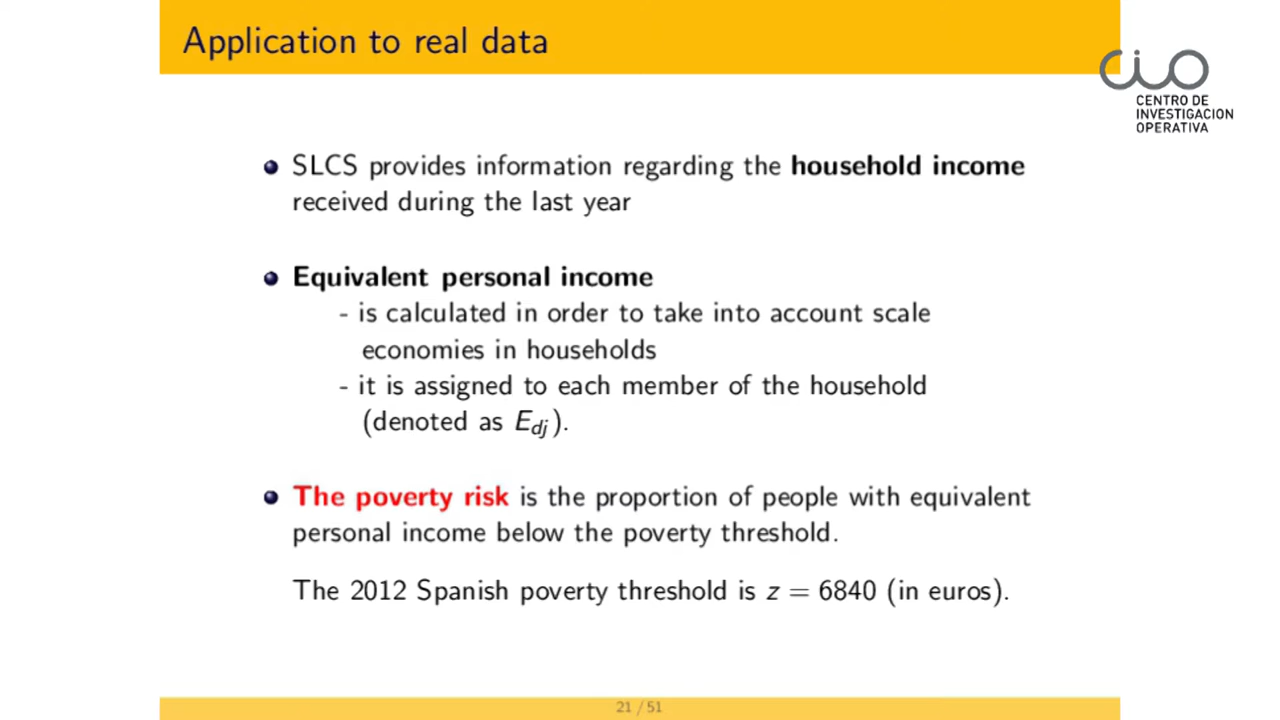 Application to real data
CIO
CENTRO DE
INVESTIGACION
OPERATIVA
SLCS provides information regarding the household income
received during the last year
Equivalent personal income
- is calculated in order to take into account scale
economies in households
- it is assigned to each member of the household
(denoted as E_dj).
The poverty risk is the proportion of people with equivalent
personal income below the poverty threshold.
The 2012 Spanish poverty threshold is z = 6840 (in euros).
21 / 51